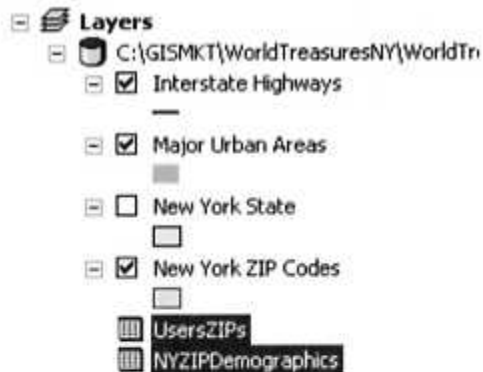 Layers
C:\GISMKT\WorldTreasuresNY\WorldTr
Interstate Highways
Major Urban Areas
New York State
New York ZIP Codes
UsersZIPs
NYZIPDemographics